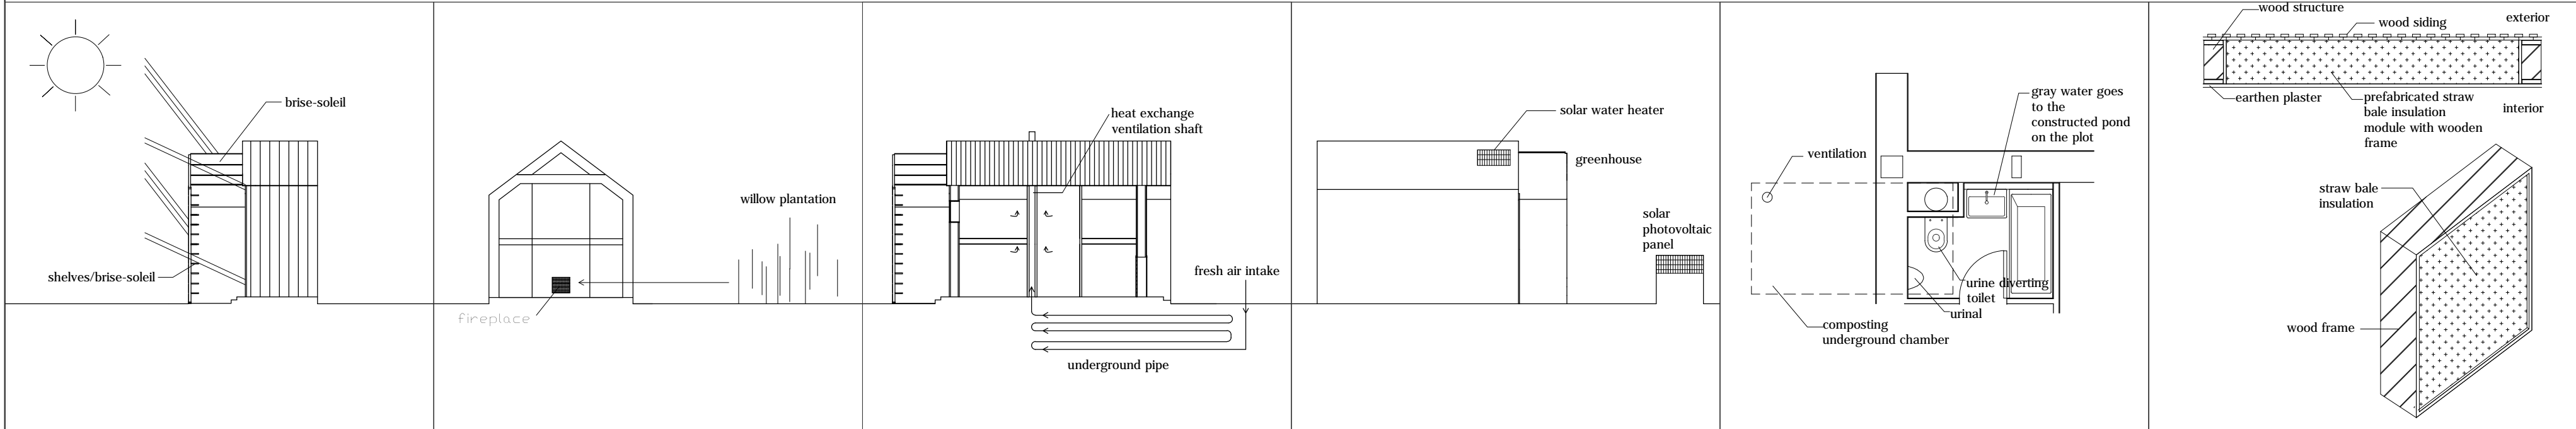 brise-soleil
shelves/brise-soleil
willow plantation
fireplace
heat exchange
ventilation shaft
fresh air intake
underground pipe
solar water heater
greenhouse
solar
photovoltaic
panel
gray water goes
to the
constructed pond
on the plot
ventilation
urine diverting
toilet
urinal
composting
underground chamber
wood structure
wood siding
exterior
earthen plaster
prefabricated straw
bale insulation
module with wooden
frame
interior
straw bale
insulation
wood frame